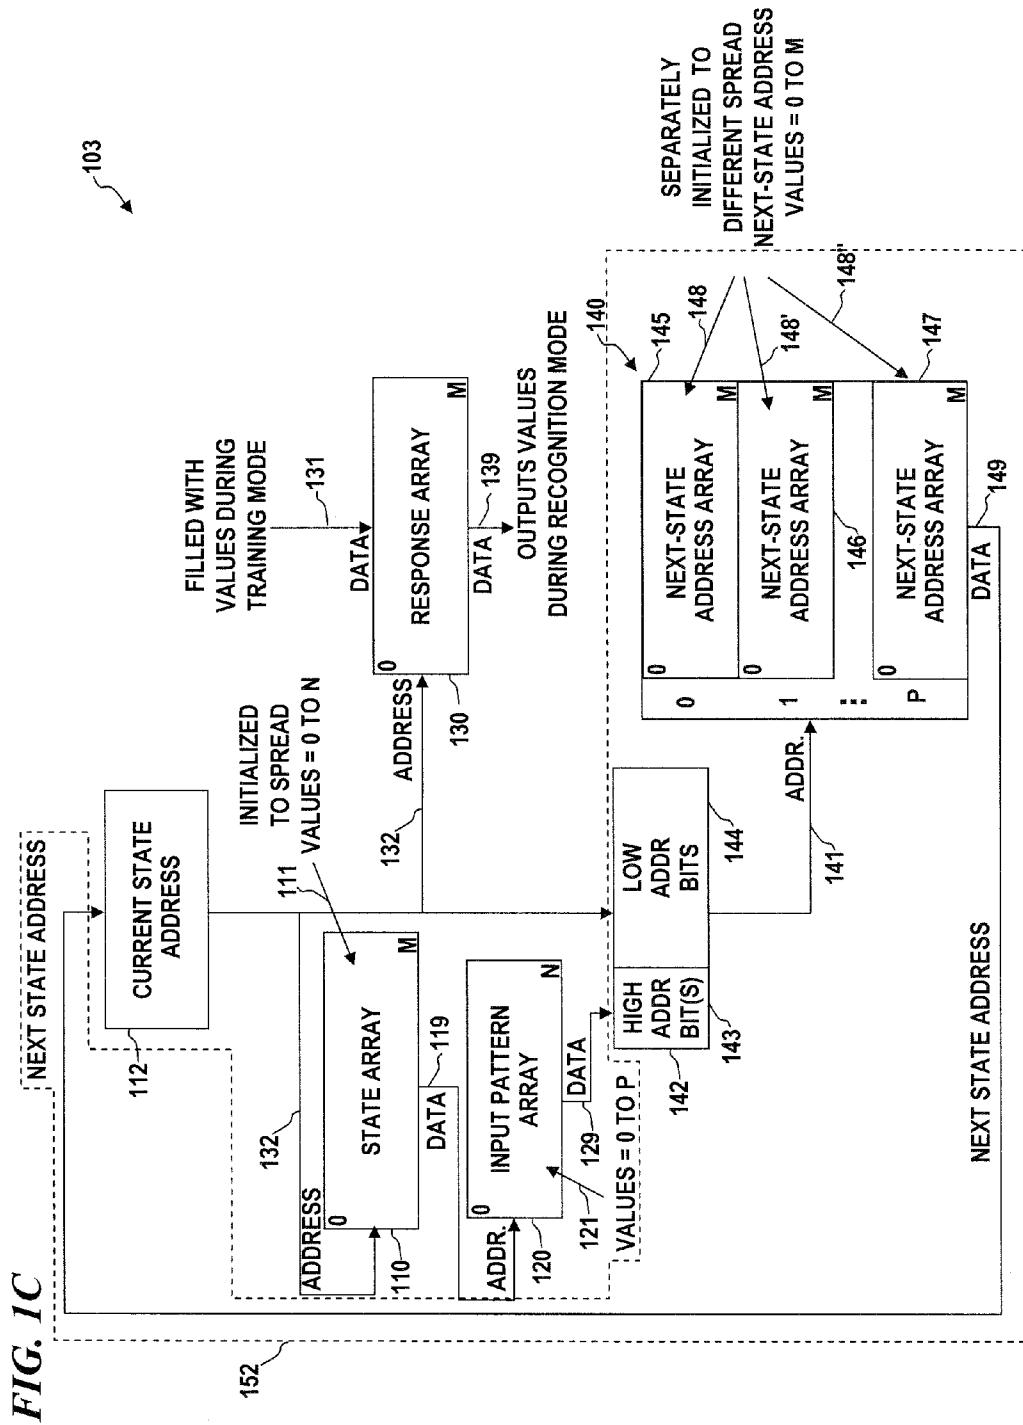 FIG. 1C
103
152
NEXT STATE ADDRESS
CURRENT STATE
ADDRESS
112
132
ADDRESS
INITIALIZED
TO SPREAD
VALUES = 0 TO N
111
0
STATE ARRAY
M
110
DATA
119
ADDR.
0
INPUT PATTERN
ARRAY
N
120
121
VALUES = 0 TO P
129
DATA
132
ADDRESS
FILLED WITH
VALUES DURING
TRAINING MODE
131
DATA
0
RESPONSE ARRAY
M
130
DATA
139
OUTPUTS VALUES
DURING RECOGNITION MODE
HIGH
ADDR
BIT(S)
LOW
ADDR
BITS
142
143
144
141
ADDR.
SEPARATELY
INITIALIZED TO
DIFFERENT SPREAD
NEXT-STATE ADDRESS
VALUES = 0 TO M
140
145
148
148'
148"
0
0
NEXT-STATE
ADDRESS ARRAY
M
1
0
NEXT-STATE
ADDRESS ARRAY
M
146
P
0
NEXT-STATE
ADDRESS ARRAY
M
147
DATA
149
NEXT STATE ADDRESS